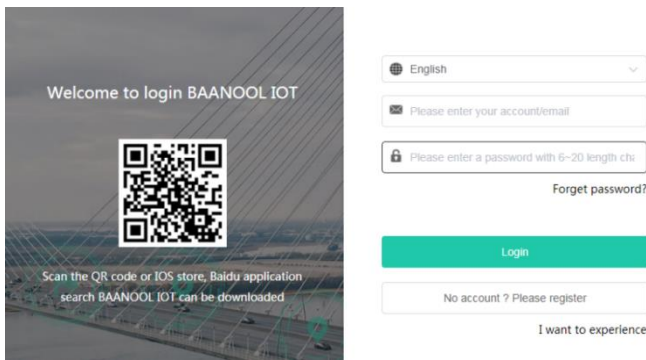 Welcome to login BAANOOL IOT
Scan the QR code or IOS store, Baidu application
search BAANOOL IOT can be downloaded
English
Please enter your account/email
Please enter a password with 6~20 length cha
Forget password?
Login
No account ? Please register
I want to experience